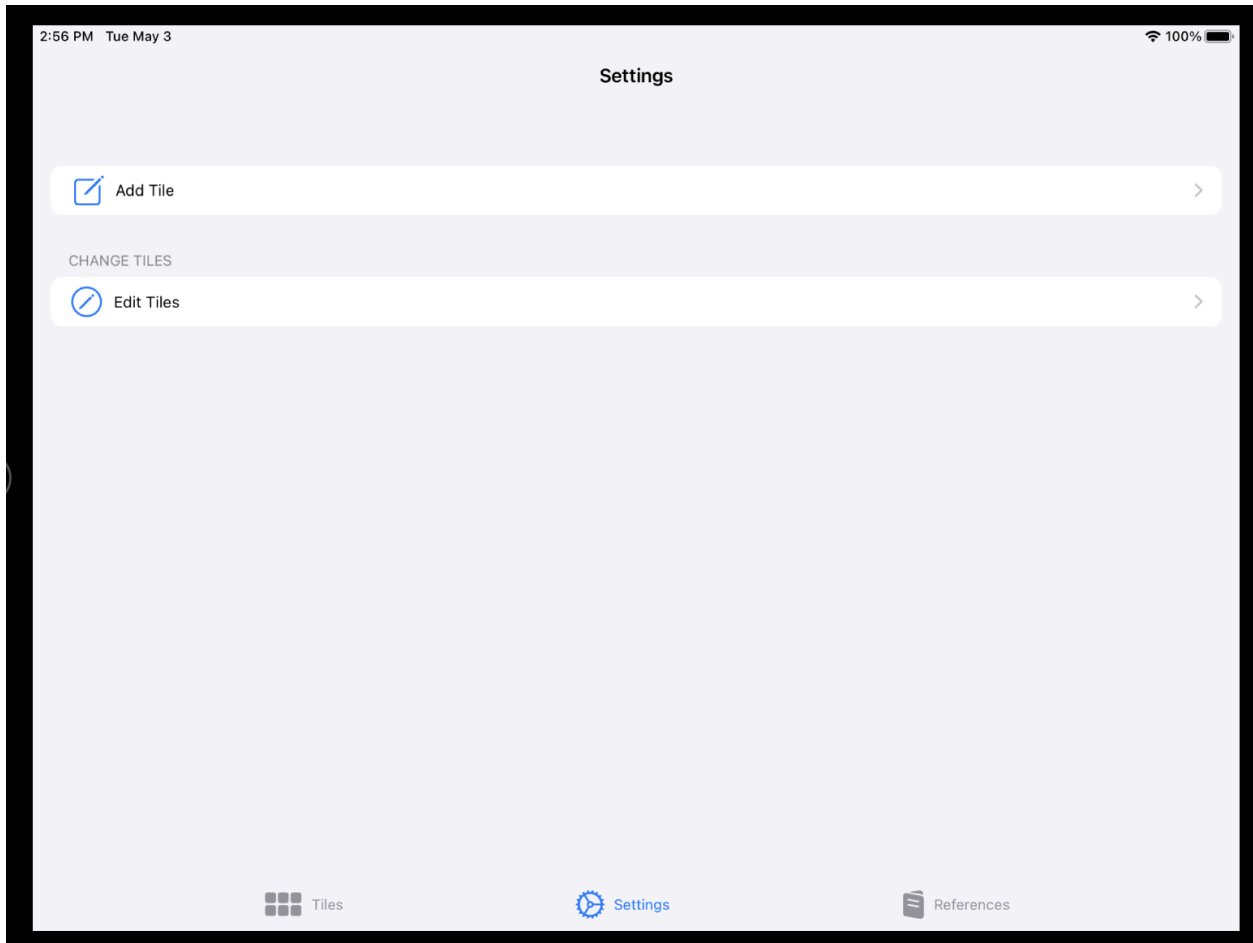 2:56 PM Tue May 3 100%
Settings
Add Tile
CHANGE TILES
Edit Tiles
Tiles Settings References